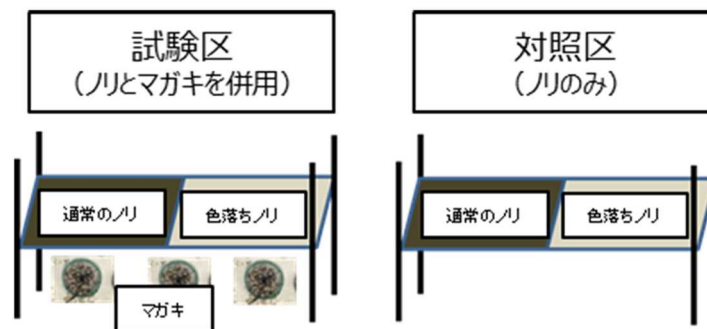 試験区
(ノリとマガキを併用)
対照区
(ノリのみ)
通常のノリ
色落ちノリ
マガキ
通常のノリ
色落ちノリ